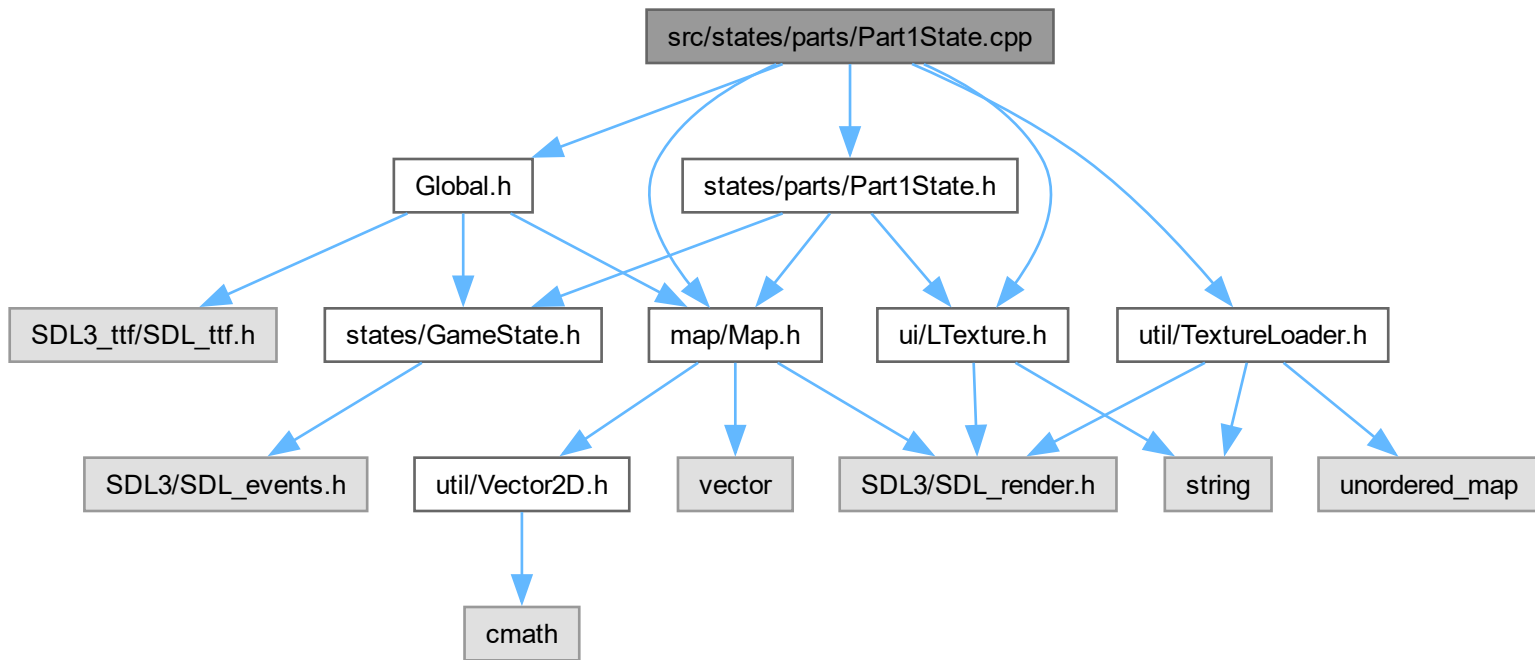 src/states/parts/Part1State.cpp
Global.h
states/parts/Part1State.h
SDL3_ttf/SDL_ttf.h
states/GameState.h
map/Map.h
ui/LTexture.h
util/TextureLoader.h
SDL3/SDL_events.h
util/Vector2D.h
vector
SDL3/SDL_render.h
string
unordered_map
cmath